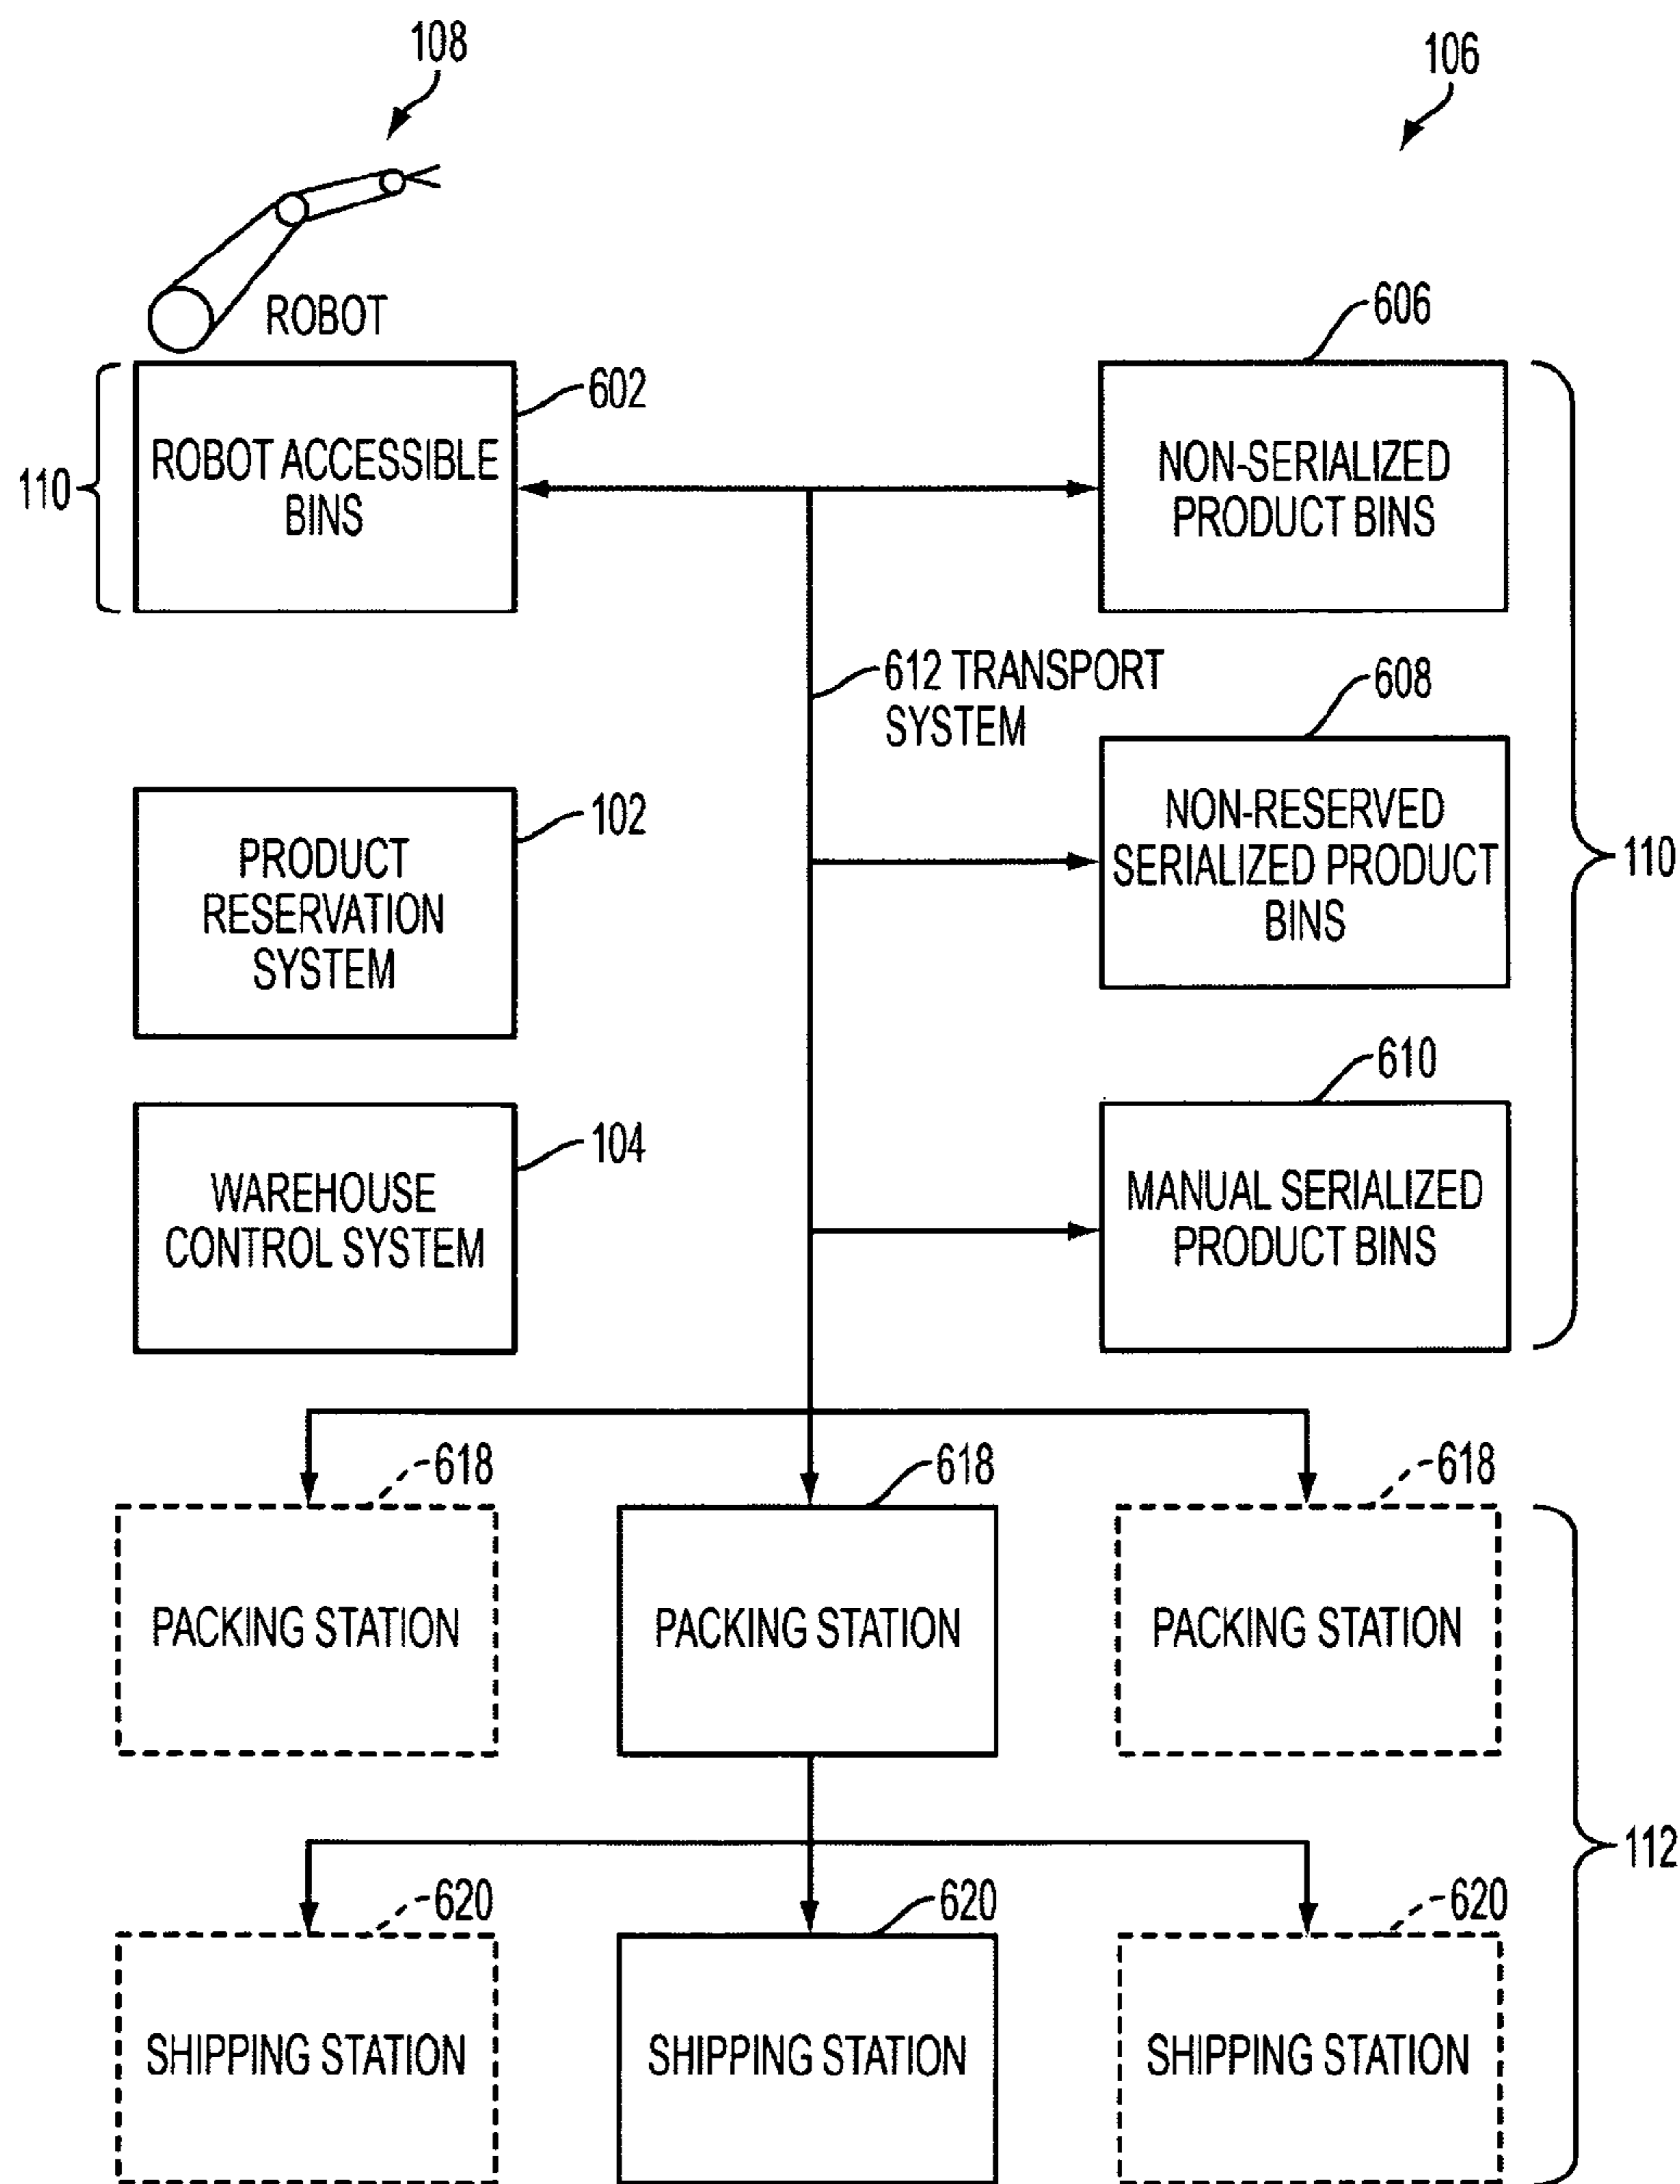 108
106
ROBOT
606
602
110
ROBOT ACCESSIBLE
BINS
NON-SERIALIZED
PRODUCT BINS
612 TRANSPORT
SYSTEM
608
102
PRODUCT
RESERVATION
SYSTEM
NON-RESERVED
SERIALIZED PRODUCT
BINS
110
610
104
WAREHOUSE
CONTROL SYSTEM
MANUAL SERIALIZED
PRODUCT BINS
618
618
618
PACKING STATION
PACKING STATION
PACKING STATION
112
620
620
620
SHIPPING STATION
SHIPPING STATION
SHIPPING STATION